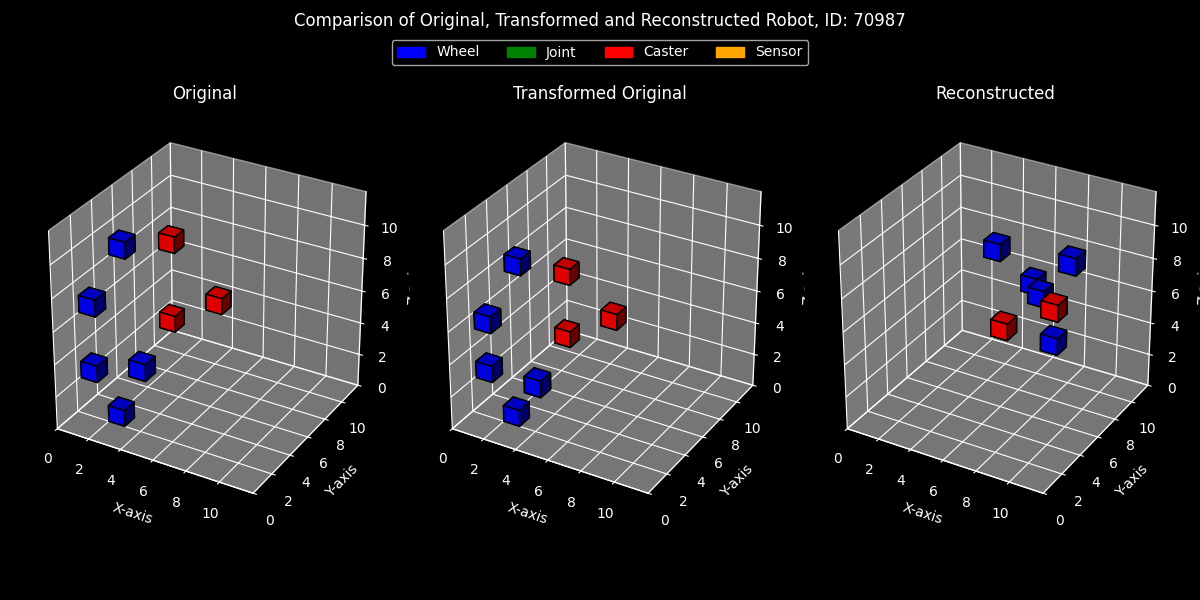 Comparison of Original, Transformed and Reconstructed Robot, ID: 70987
Wheel Joint Caster Sensor
Original Transformed Original Reconstructed
10 10 10
8 8 8
6 6 6
4 4 4
2 2 2
0 0 0
10 10 10
8 8 8
6 6 6
4 4 4
2 2 2
0 0 0
0 2 4 6 8 10 0 2 4 6 8 10 0 2 4 6 8 10
X-axis Y-axis X-axis Y-axis X-axis Y-axis